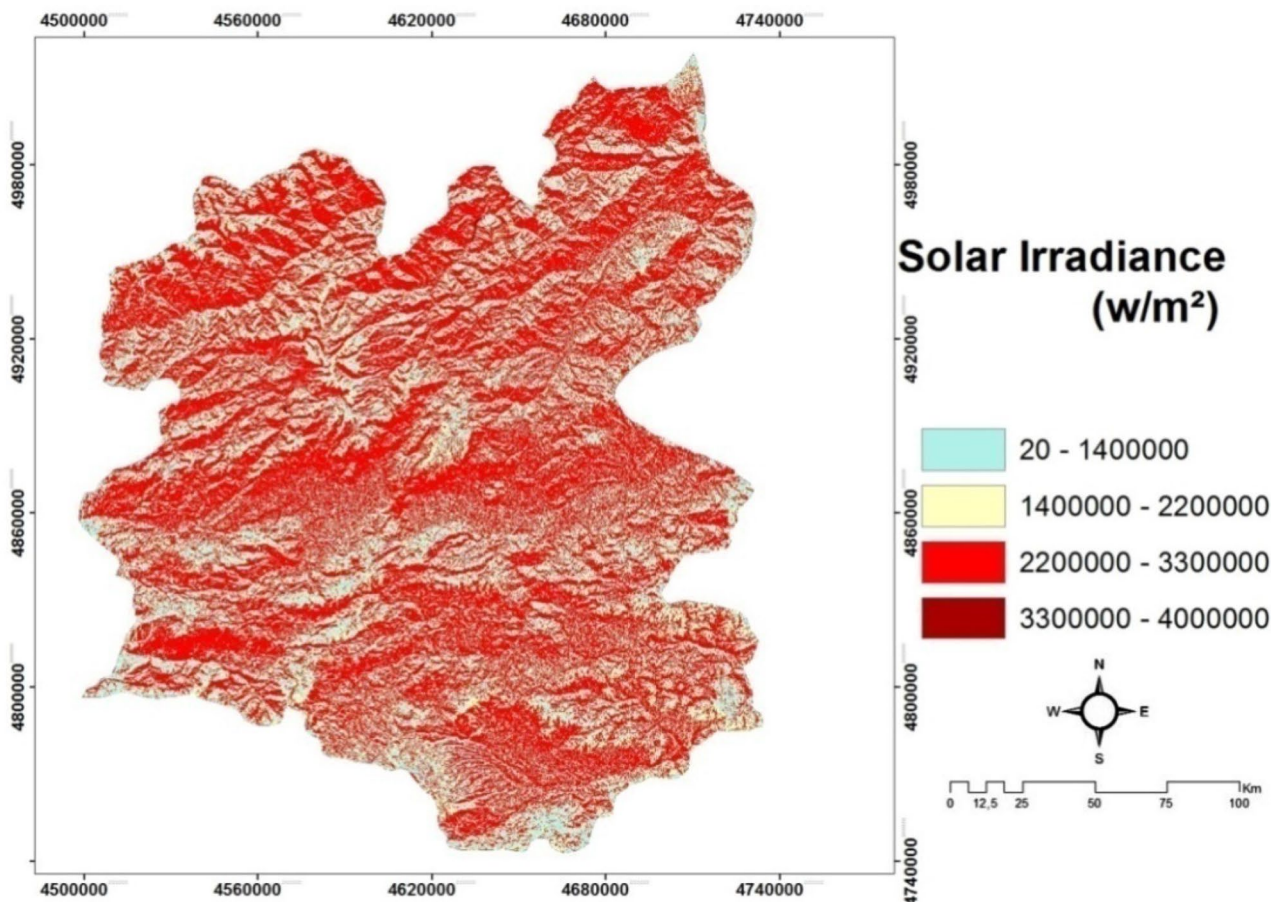 4500000 4560000 4620000 4680000 4740000
4980000 4980000
4920000 4920000
4860000 4860000
4800000 4800000
4740000
4500000 4560000 4620000 4680000 4740000
Solar Irradiance
(w/m²)
20 - 1400000
1400000 - 2200000
2200000 - 3300000
3300000 - 4000000
N
W E
S
Km
0 12,5 25 50 75 100